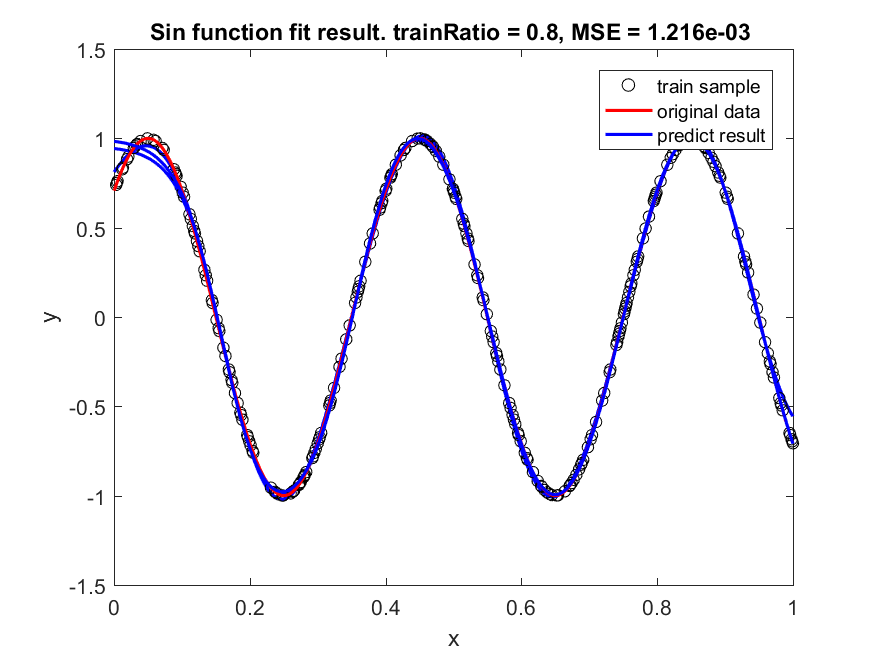 Sin function fit result. trainRatio = 0.8, MSE = 1.216e-03
1.5
train sample
original data
predict result
1
0.5
y
0
-0.5
-1
-1.5
0 0.2 0.4 0.6 0.8 1
x